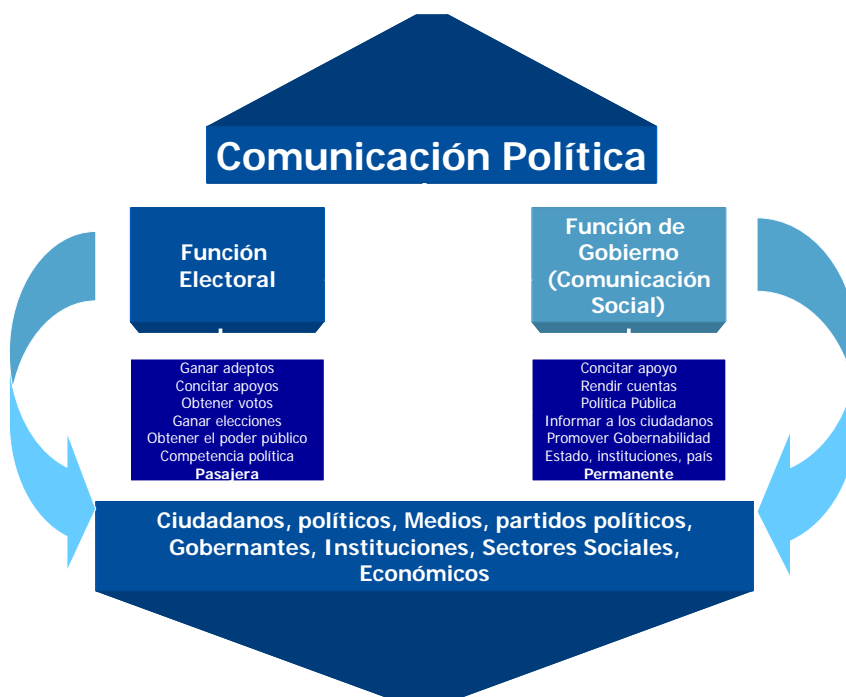 Comunicación Política
Función
Electoral
Función de
Gobierno
(Comunicación
Social)
Ganar adeptos
Concitar apoyos
Obtener votos
Ganar elecciones
Obtener el poder público
Competencia política
Pasajera
Concitar apoyo
Rendir cuentas
Política Pública
Informar a los ciudadanos
Promover Gobernabilidad
Estado, instituciones, país
Permanente
Ciudadanos, políticos, Medios, partidos políticos,
Gobernantes, Instituciones, Sectores Sociales,
Económicos